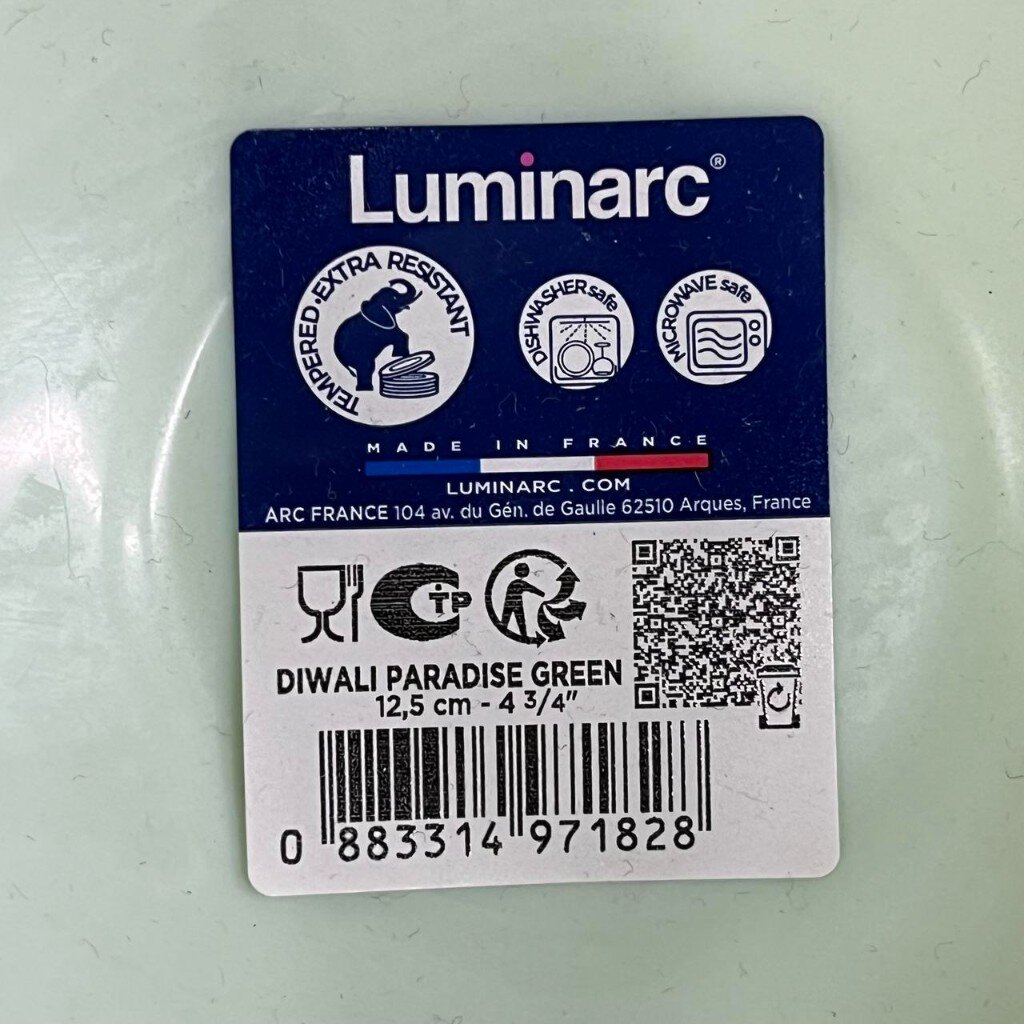 Luminarc®
TEMPERED•EXTRA RESISTANT
DISHWASHER safe
MICROWAVE safe
MADE IN FRANCE
LUMINARC.COM
ARC FRANCE 104 av. du Gén. de Gaulle 62510 Arques, France
CTP
DIWALI PARADISE GREEN
12,5 cm - 4 3/4"
0 883314 971828